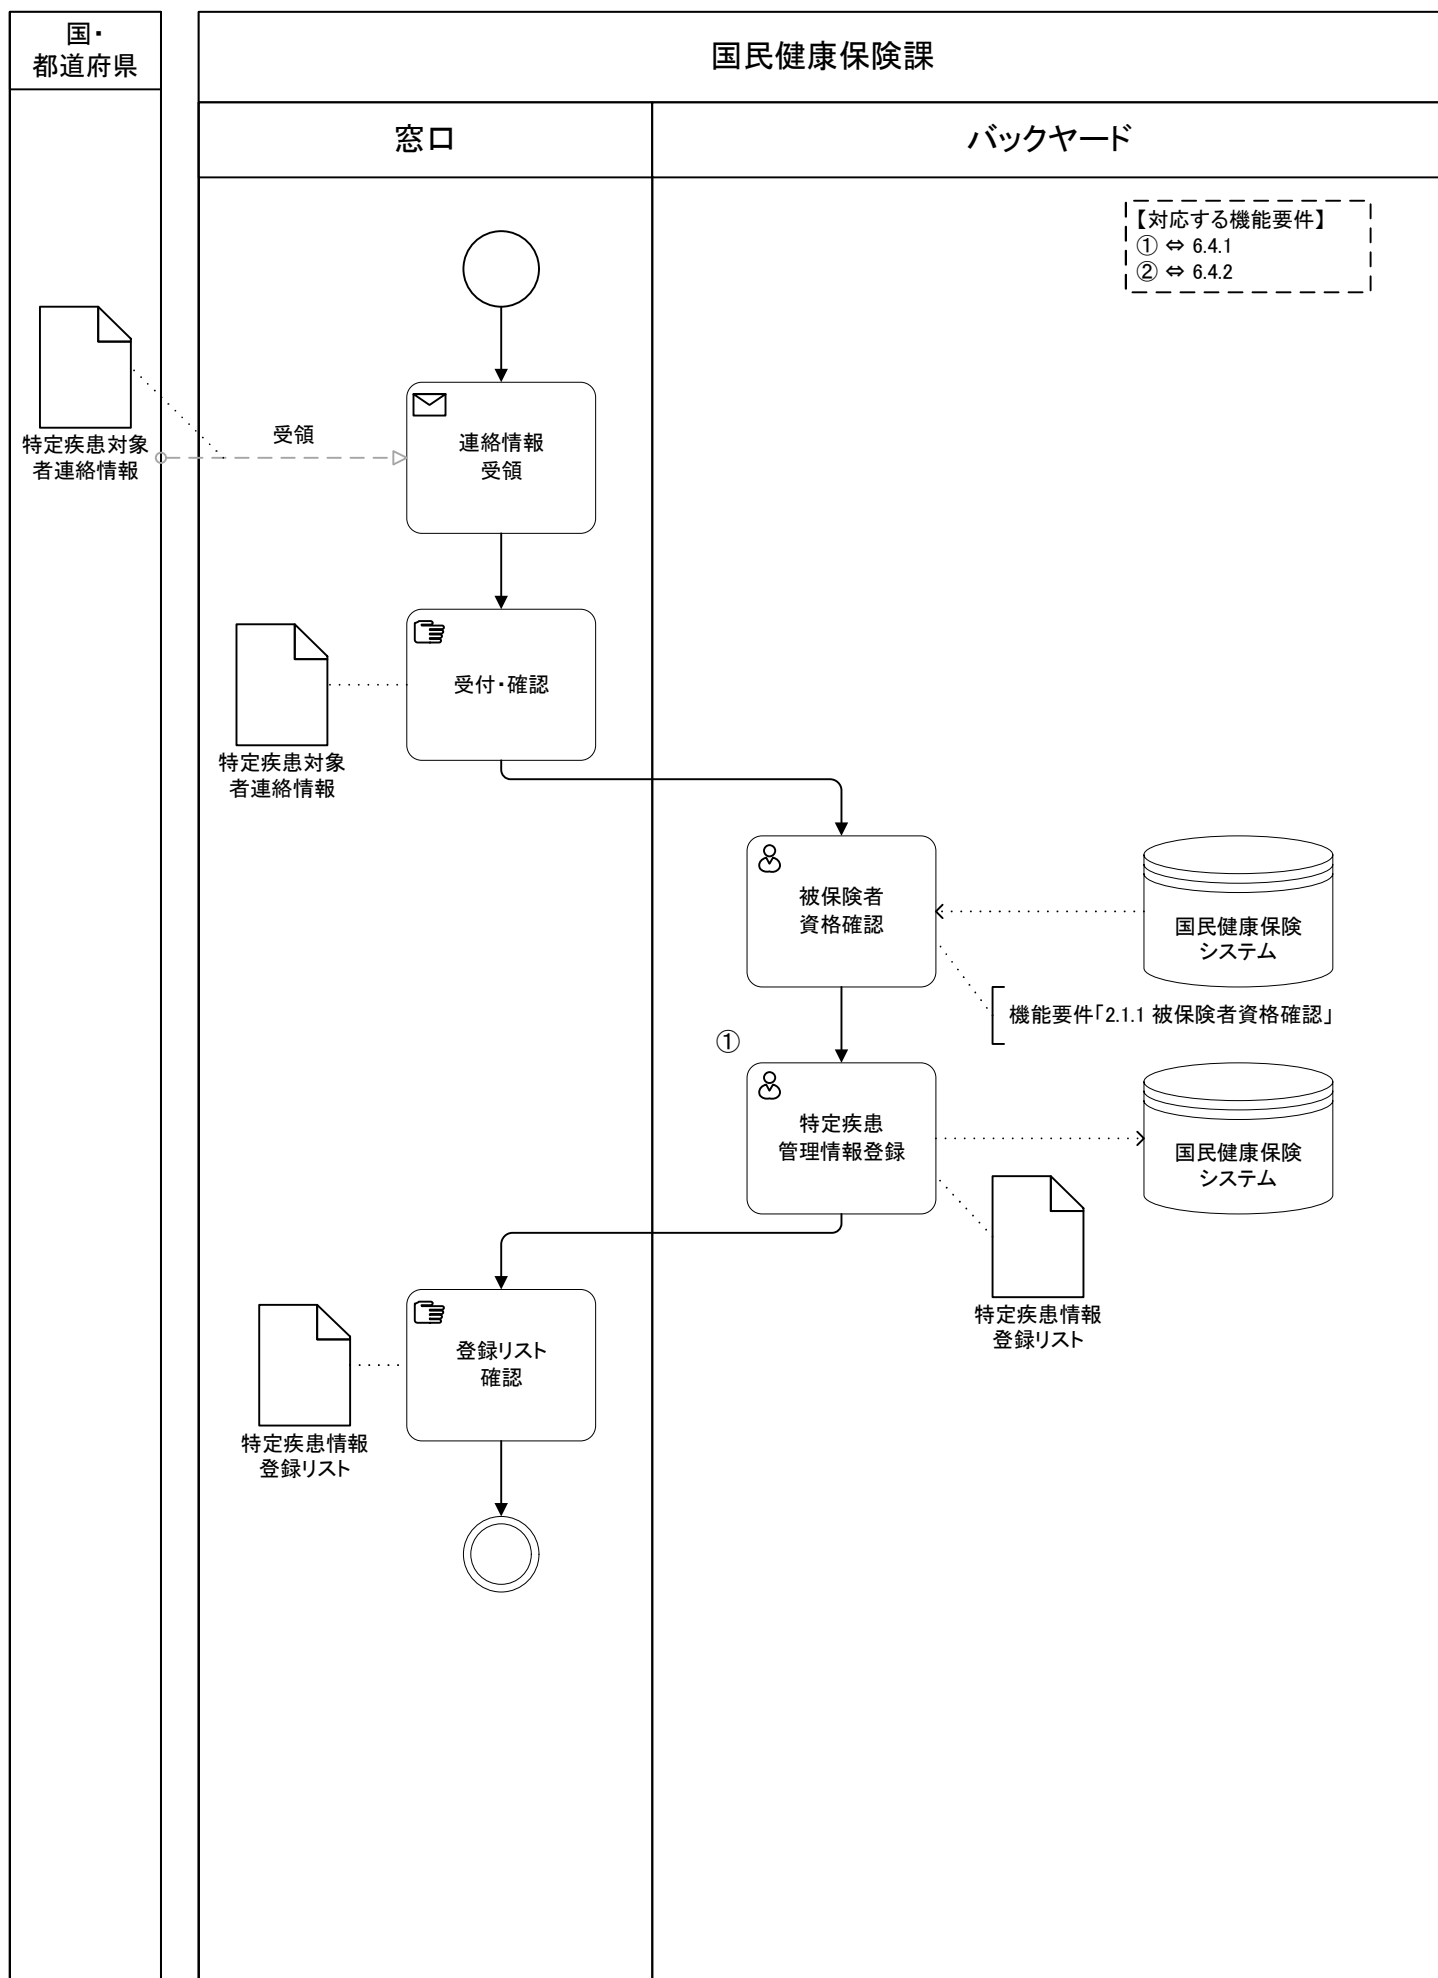 国・
都道府県
国民健康保険課
窓口
バックヤード
【対応する機能要件】
① ⇔ 6.4.1
② ⇔ 6.4.2
特定疾患対象
者連絡情報
受領
連絡情報
受領
受付・確認
特定疾患対象
者連絡情報
被保険者
資格確認
国民健康保険
システム
機能要件「2.1.1 被保険者資格確認」
①
特定疾患
管理情報登録
国民健康保険
システム
特定疾患情報
登録リスト
登録リスト
確認
特定疾患情報
登録リスト